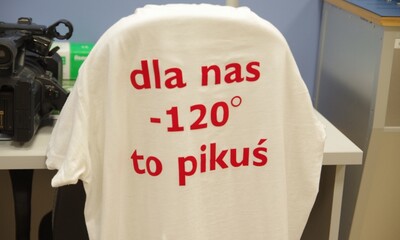 dla nas
-120°
to pikuś